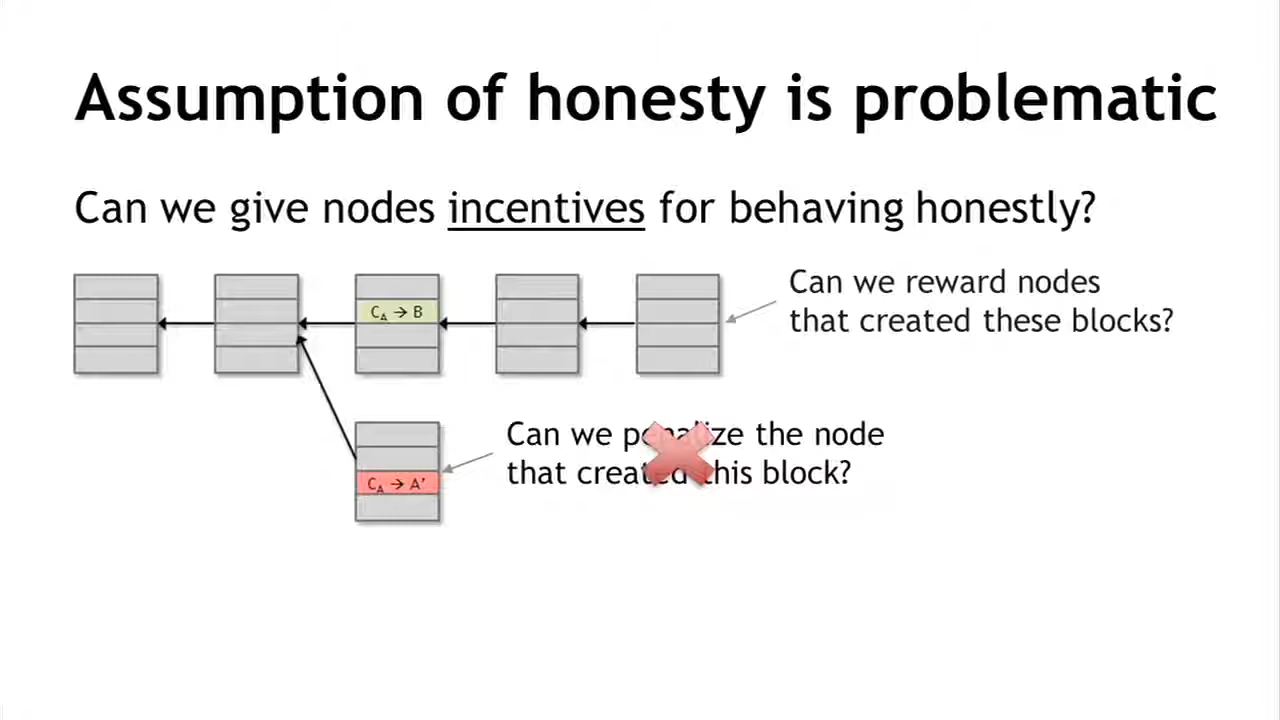 Assumption of honesty is problematic
Can we give nodes incentives for behaving honestly?
Can we reward nodes
that created these blocks?
C_A → B
Can we penalize the node
that created this block?
C_A → A'